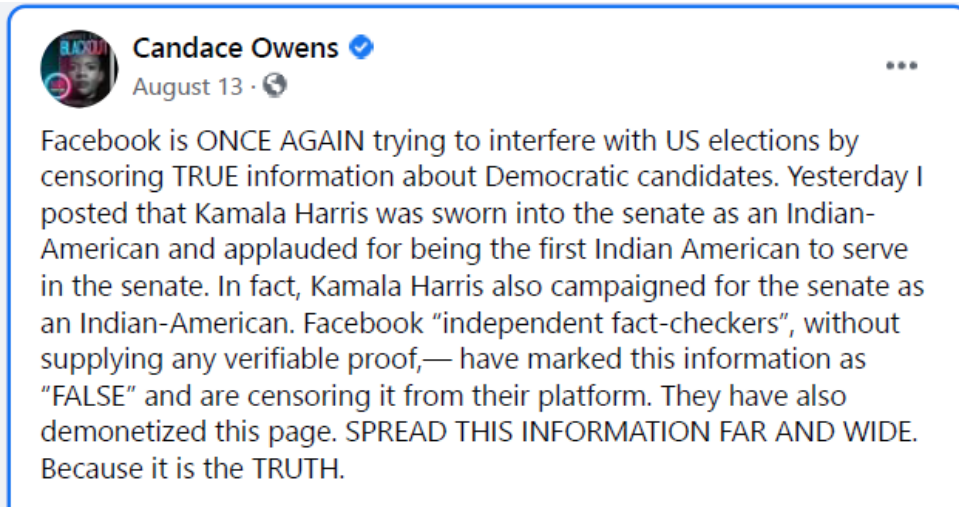 BLACKOUT
Candace Owens
August 13 ·
Facebook is ONCE AGAIN trying to interfere with US elections by
censoring TRUE information about Democratic candidates. Yesterday I
posted that Kamala Harris was sworn into the senate as an Indian-
American and applauded for being the first Indian American to serve
in the senate. In fact, Kamala Harris also campaigned for the senate as
an Indian-American. Facebook “independent fact-checkers”, without
supplying any verifiable proof,— have marked this information as
“FALSE” and are censoring it from their platform. They have also
demonetized this page. SPREAD THIS INFORMATION FAR AND WIDE.
Because it is the TRUTH.